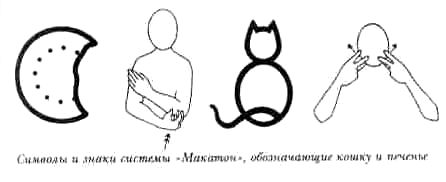 Символы и знаки системы «Макатон», обозначающие кошку и печенье